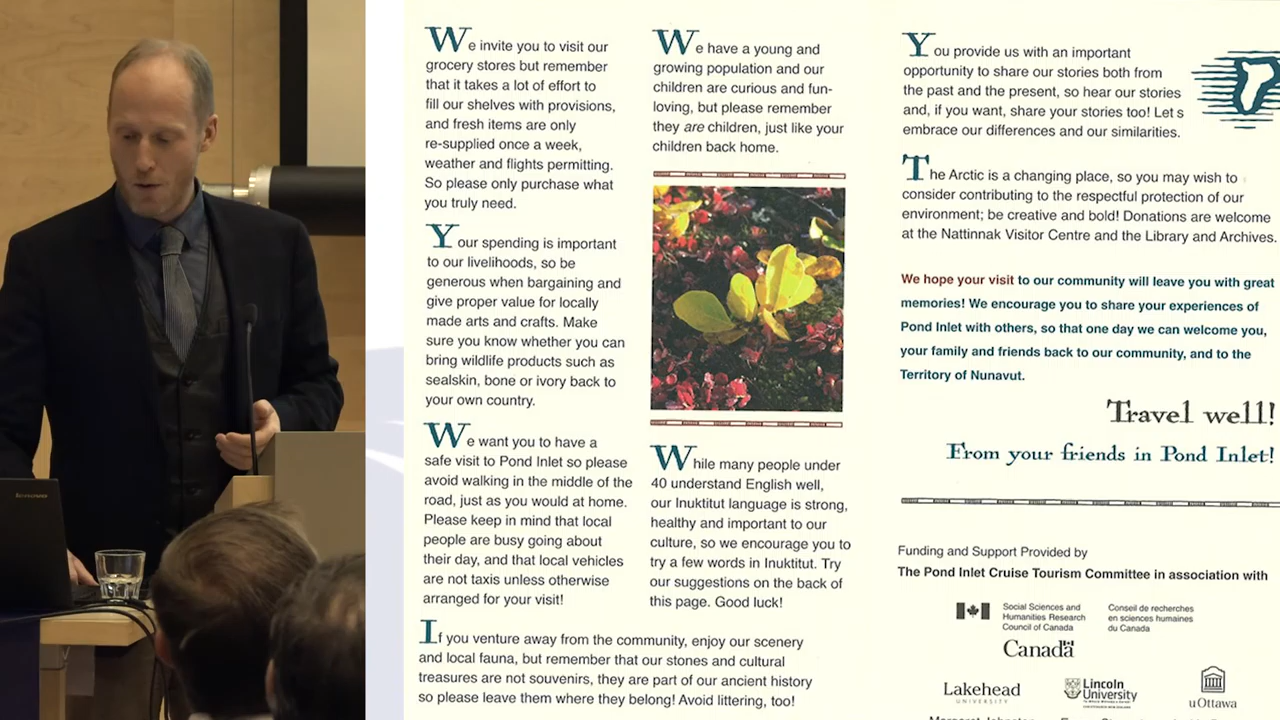 We invite you to visit our
grocery stores but remember
that it takes a lot of effort to
fill our shelves with provisions,
and fresh items are only
re-supplied once a week,
weather and flights permitting.
So please only purchase what
you truly need.
Your spending is important
to our livelihoods, so be
generous when bargaining and
give proper value for locally
made arts and crafts. Make
sure you know whether you can
bring wildlife products such as
sealskin, bone or ivory back to
your own country.
We want you to have a
safe visit to Pond Inlet so please
avoid walking in the middle of the
road, just as you would at home.
Please keep in mind that local
people are busy going about
their day, and that local vehicles
are not taxis unless otherwise
arranged for your visit!
We have a young and
growing population and our
children are curious and fun-
loving, but please remember
they are children, just like your
children back home.
While many people under
40 understand English well,
our Inuktitut language is strong,
healthy and important to our
culture, so we encourage you to
try a few words in Inuktitut. Try
our suggestions on the back of
this page. Good luck!
If you venture away from the community, enjoy our scenery
and local fauna, but remember that our stones and cultural
treasures are not souvenirs, they are part of our ancient history
so please leave them where they belong! Avoid littering, too!
You provide us with an important
opportunity to share our stories both from
the past and the present, so hear our stories
and, if you want, share your stories too! Let s
embrace our differences and our similarities.
The Arctic is a changing place, so you may wish to
consider contributing to the respectful protection of our
environment; be creative and bold! Donations are welcome
at the Nattinnak Visitor Centre and the Library and Archives.
We hope your visit to our community will leave you with great
memories! We encourage you to share your experiences of
Pond Inlet with others, so that one day we can welcome you,
your family and friends back to our community, and to the
Territory of Nunavut.
Travel well!
From your friends in Pond Inlet!
Funding and Support Provided by
The Pond Inlet Cruise Tourism Committee in association with
Social Sciences and
Humanities Research
Council of Canada
Conseil de recherches
en sciences humaines
du Canada
Canada
Lakehead
UNIVERSITY
Lincoln
University
uOttawa